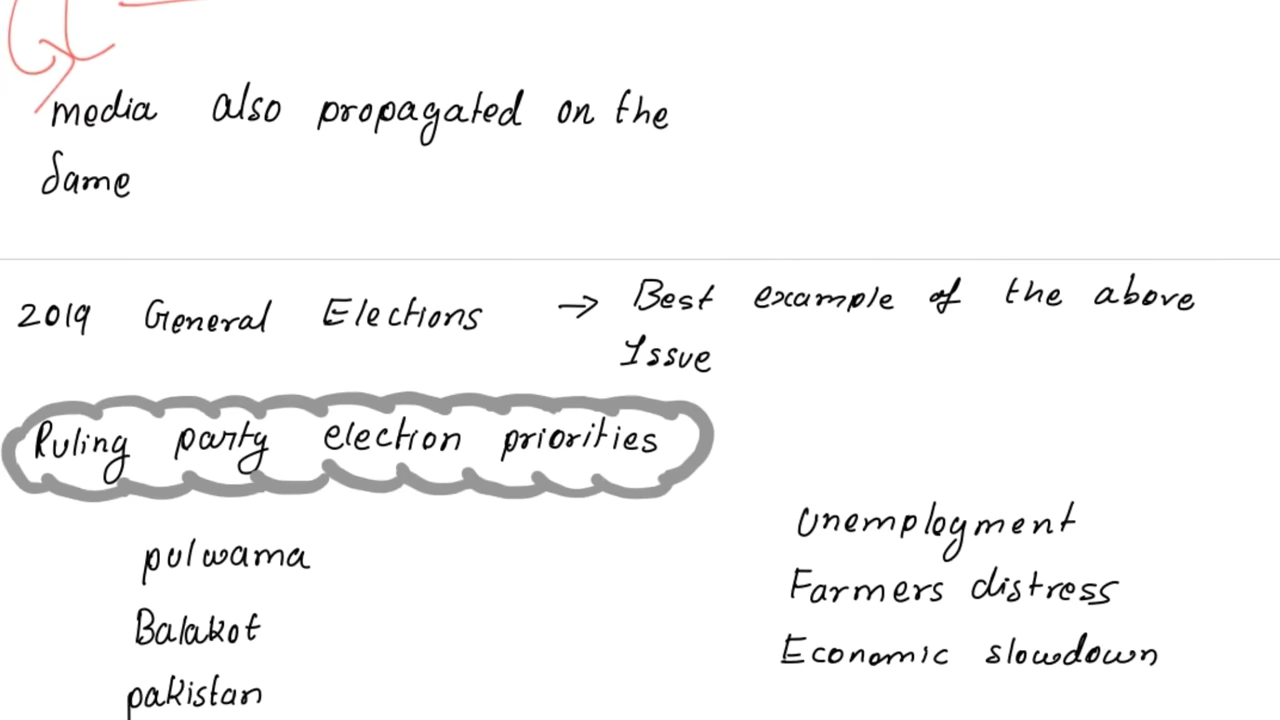 media also propagated on the
same
2019 General Elections → Best example of the above
Issue
Ruling party election priorities
pulwama
Balakot
pakistan
Unemployment
Farmers distress
Economic slowdown